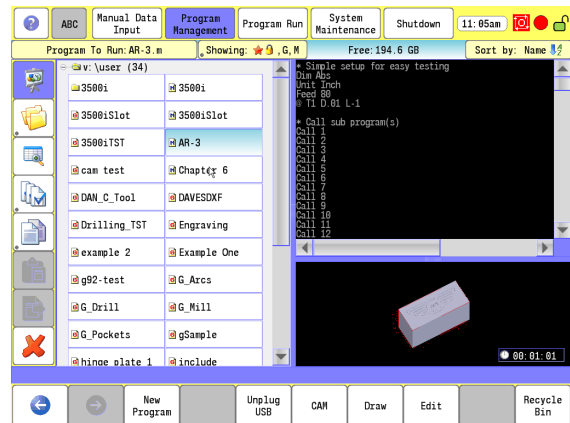 ABC
Manual Data
Input
Program
Management
Program Run
System
Maintenance
Shutdown
11:05am
Program To Run: AR-3.m
Showing:
, G, M
Free: 194.6 GB
Sort by: Name
v:\user (34)
3500i
3500i
3500iSlot
3500iSlot
3500iTST
AR-3
cam test
Chapter 6
DAN_C_Tool
DAVESDXF
Drilling_TST
Engraving
example 2
Example One
g92-test
G_Arcs
G_Drill
G_Mill
G_Pockets
gSample
hinge plate 1
include
* Simple setup for easy testing
Dim Abs
Unit Inch
Feed 80
@ T1 D.01 L-1
* Call sub program(s)
Call 1
Call 2
Call 3
Call 4
Call 5
Call 6
Call 7
Call 8
Call 9
Call 10
Call 11
Call 12
00:01:01
New
Program
Unplug
USB
CAM
Draw
Edit
Recycle
Bin